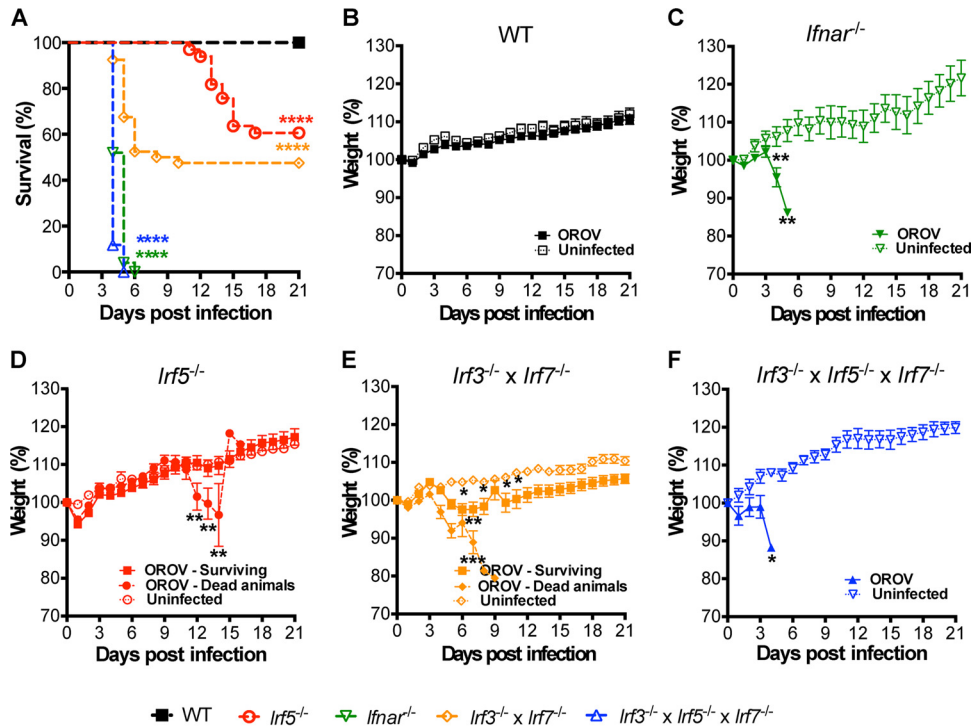 A
Survival (%)
100
80
60
40
20
0
****
****
****
****
0 3 6 9 12 15 18 21
Days post infection
B
WT
Weight (%)
130
120
110
100
90
80
70
OROV
Uninfected
0 3 6 9 12 15 18 21
Days post infection
C
Ifnar-/-
Weight (%)
130
120
110
100
90
80
70
**
**
OROV
Uninfected
0 3 6 9 12 15 18 21
Days post infection
D
Irf5-/-
Weight (%)
130
120
110
100
90
80
70
**
**
**
OROV - Surviving
OROV - Dead animals
Uninfected
0 3 6 9 12 15 18 21
Days post infection
E
Irf3-/- x Irf7-/-
Weight (%)
130
120
110
100
90
80
70
* * * *
**
***
OROV - Surviving
OROV - Dead animals
Uninfected
0 3 6 9 12 15 18 21
Days post infection
F
Irf3-/- x Irf5-/- x Irf7-/-
Weight (%)
130
120
110
100
90
80
70
*
OROV
Uninfected
0 3 6 9 12 15 18 21
Days post infection
WT Irf5-/- Ifnar-/- Irf3-/- x Irf7-/- Irf3-/- x Irf5-/- x Irf7-/-